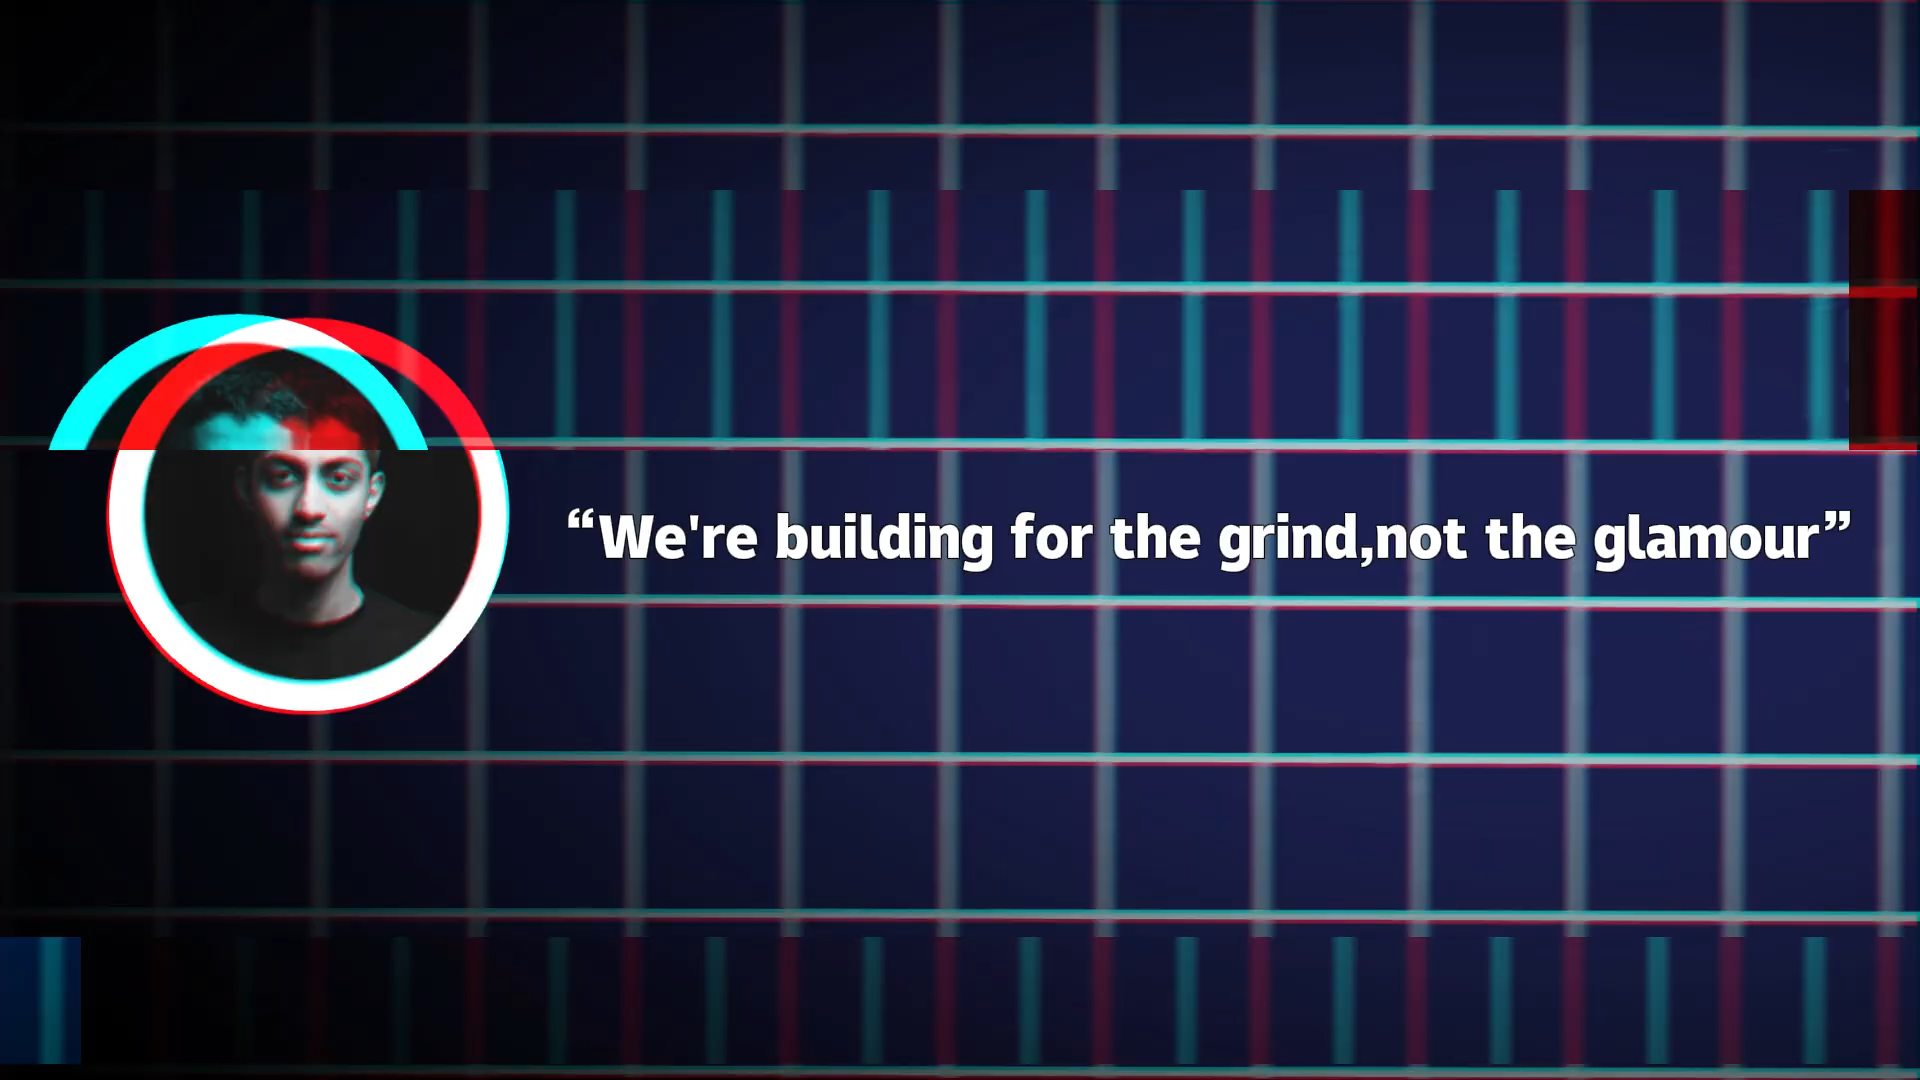 “We're building for the grind,not the glamour”